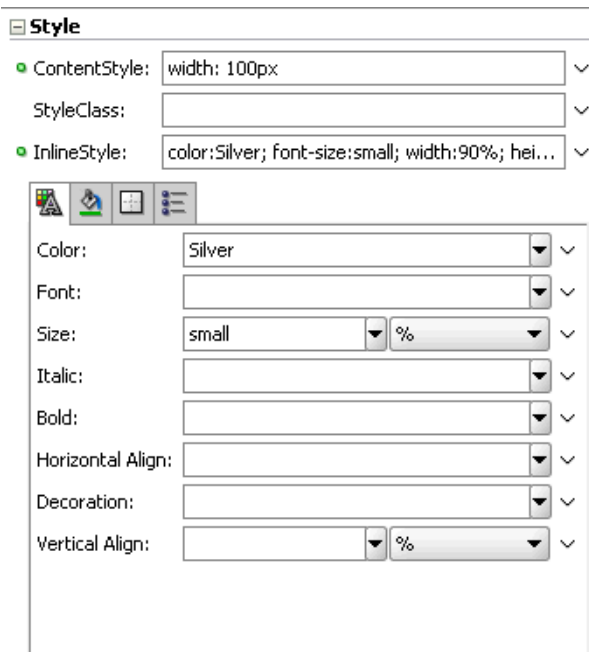 Style
ContentStyle: width: 100px
StyleClass:
InlineStyle: color:Silver; font-size:small; width:90%; hei...
Color: Silver
Font:
Size: small %
Italic:
Bold:
Horizontal Align:
Decoration:
Vertical Align: %